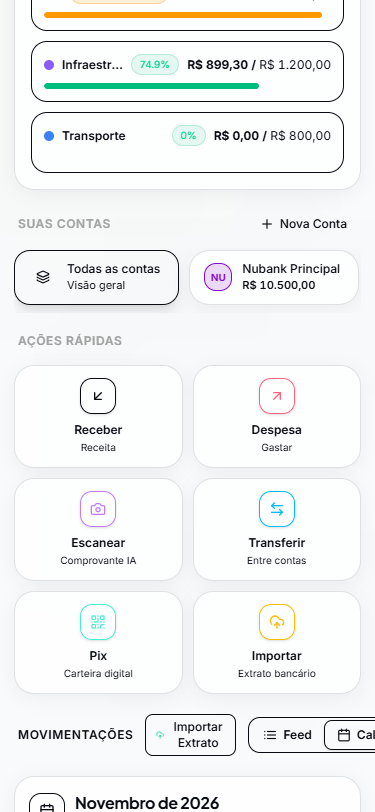 Infraestr... 74.9% R$ 899,30 / R$ 1.200,00
Transporte 0% R$ 0,00 / R$ 800,00
SUAS CONTAS + Nova Conta
Todas as contas
Visão geral
NU Nubank Principal
R$ 10.500,00
AÇÕES RÁPIDAS
Receber
Receita
Despesa
Gastar
Escanear
Comprovante IA
Transferir
Entre contas
Pix
Carteira digital
Importar
Extrato bancário
MOVIMENTAÇÕES
Importar
Extrato
Feed
Cal
Novembro de 2026